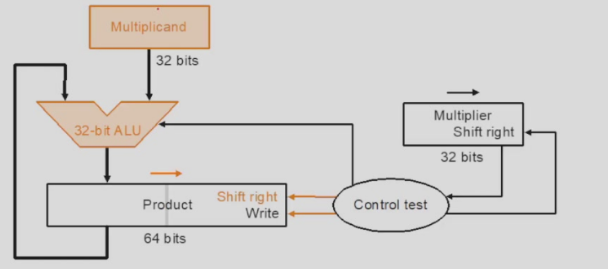 Multiplicand
32 bits
32-bit ALU
Multiplier
Shift right
32 bits
Product
Shift right
Write
Control test
64 bits